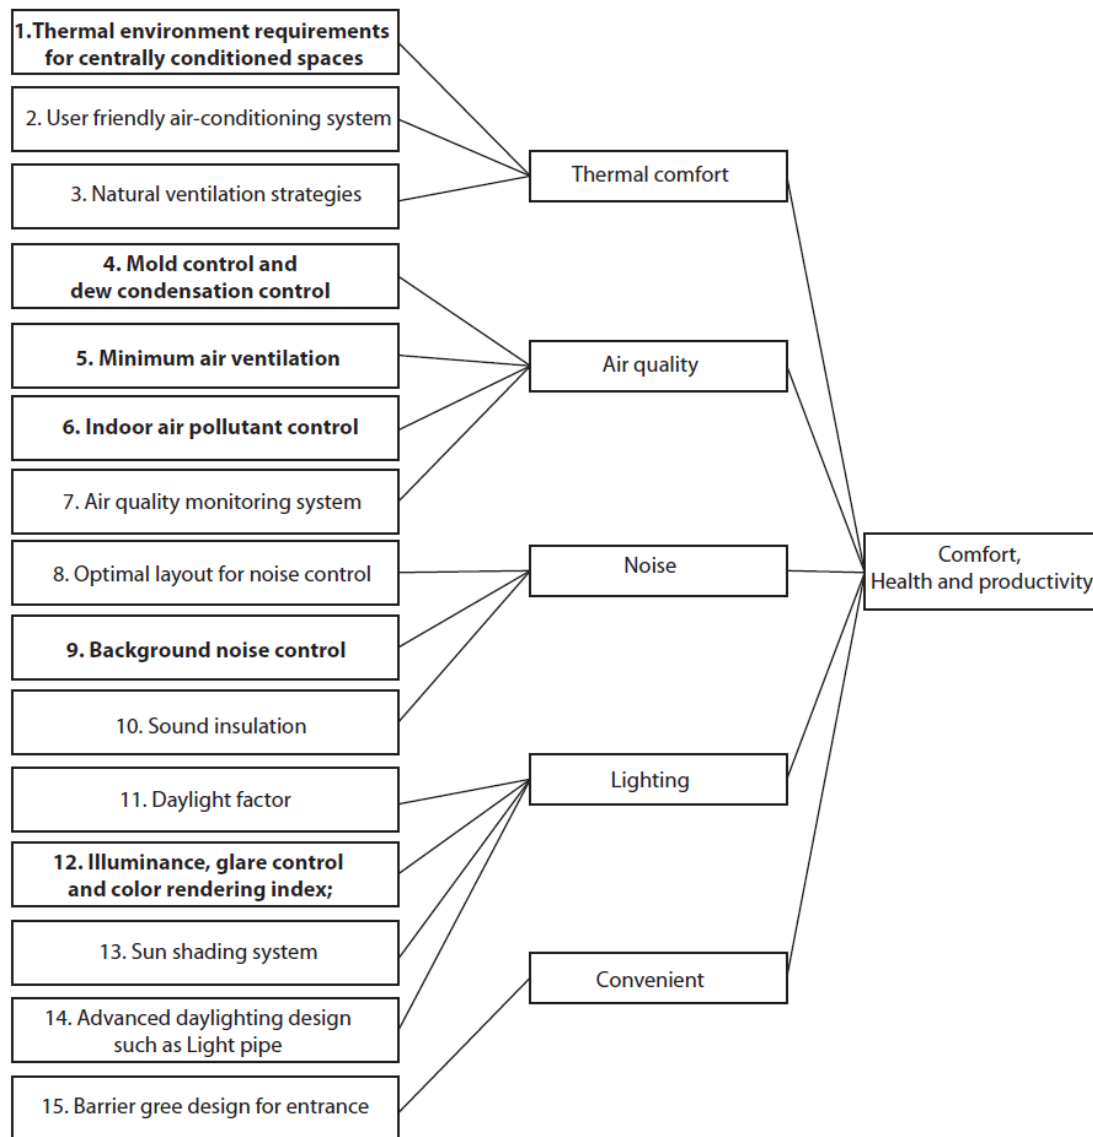 1.Thermal environment requirements
for centrally conditioned spaces
2. User friendly air-conditioning system
3. Natural ventilation strategies
4. Mold control and
dew condensation control
5. Minimum air ventilation
6. Indoor air pollutant control
7. Air quality monitoring system
8. Optimal layout for noise control
9. Background noise control
10. Sound insulation
11. Daylight factor
12. Illuminance, glare control
and color rendering index;
13. Sun shading system
14. Advanced daylighting design
such as Light pipe
15. Barrier gree design for entrance
Thermal comfort
Air quality
Noise
Lighting
Convenient
Comfort,
Health and productivity